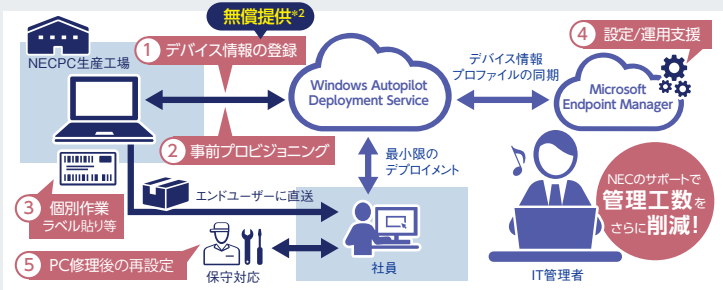 無償提供*2
NECPC生産工場
1 デバイス情報の登録
2 事前プロビジョニング
3 個別作業
ラベル貼り等
エンドユーザーに直送
5 PC修理後の再設定
保守対応
Windows Autopilot
Deployment Service
最小限の
デプロイメント
社員
デバイス情報
プロファイルの同期
4 設定/運用支援
Microsoft
Endpoint Manager
NECのサポートで
管理工数を
さらに削減!
IT管理者